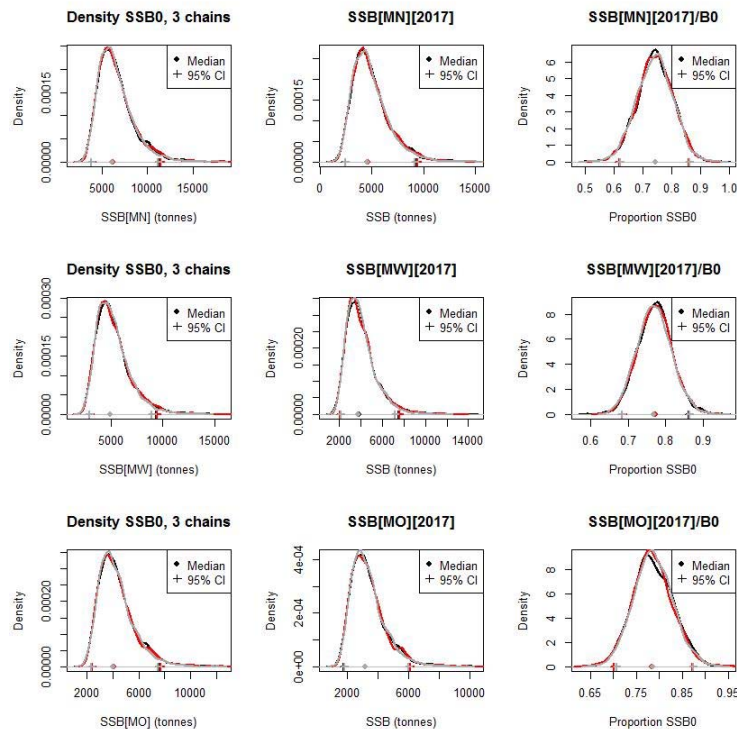 Density SSB0, 3 chains
Density
0.00000 0.00015
Median
95% CI
5000 10000 15000
SSB[MN] (tonnes)
SSB[MN][2017]
Density
0.00000 0.00015
Median
95% CI
0 5000 10000 15000
SSB (tonnes)
SSB[MN][2017]/B0
Density
0 1 2 3 4 5 6
Median
95% CI
0.5 0.6 0.7 0.8 0.9 1.0
Proportion SSB0
Density SSB0, 3 chains
Density
0.00000 0.00015 0.00030
Median
95% CI
5000 10000 15000
SSB[MW] (tonnes)
SSB[MW][2017]
Density
0.00000 0.00020
Median
95% CI
2000 6000 10000 14000
SSB (tonnes)
SSB[MW][2017]/B0
Density
0 2 4 6 8
Median
95% CI
0.6 0.7 0.8 0.9
Proportion SSB0
Density SSB0, 3 chains
Density
0.00000 0.00020
Median
95% CI
2000 6000 10000
SSB[MO] (tonnes)
SSB[MO][2017]
Density
0e+00 2e-04 4e-04
Median
95% CI
2000 6000 10000
SSB (tonnes)
SSB[MO][2017]/B0
Density
0 2 4 6 8
Median
95% CI
0.65 0.75 0.85 0.95
Proportion SSB0